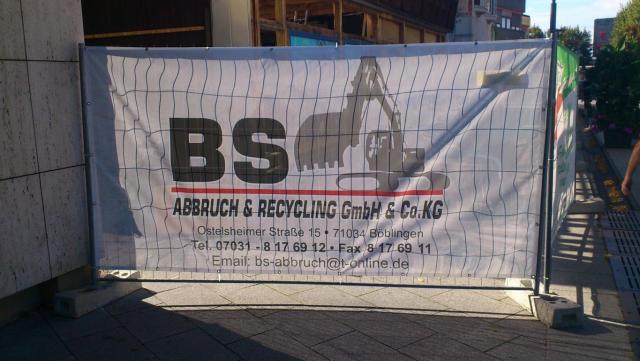 BS
ABBRUCH & RECYCLING GmbH & Co.KG
Ostelsheimer Straße 15 • 71034 Böblingen
Tel. 07031 - 8 17 69 12 • Fax 8 17 69 11
Email: bs-abbruch@t-online.de